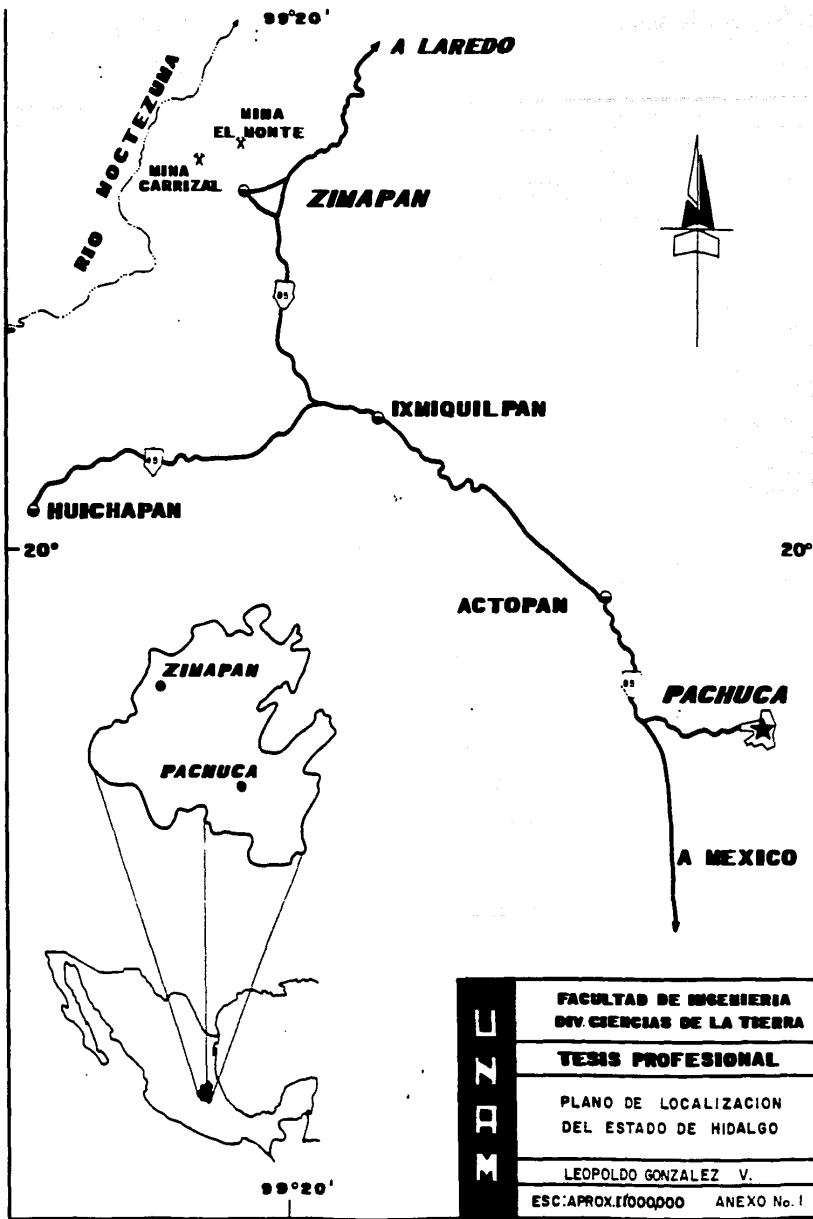 99°20'
A LAREDO
MINA
EL MONTE
MINA
CARRIZAL
RIO MOCTEZUMA
ZIMAPAN
85
IXMIQUILPAN
45
HUICHAPAN
20°
20°
ACTOPAN
85
PACHUCA
A MEXICO
ZIMAPAN
PACHUCA
99°20'
UNAM
FACULTAD DE INGENIERIA
DIV. CIENCIAS DE LA TIERRA
TESIS PROFESIONAL
PLANO DE LOCALIZACION
DEL ESTADO DE HIDALGO
LEOPOLDO GONZALEZ V.
ESC:APROX.1:1000,000 ANEXO No. 1